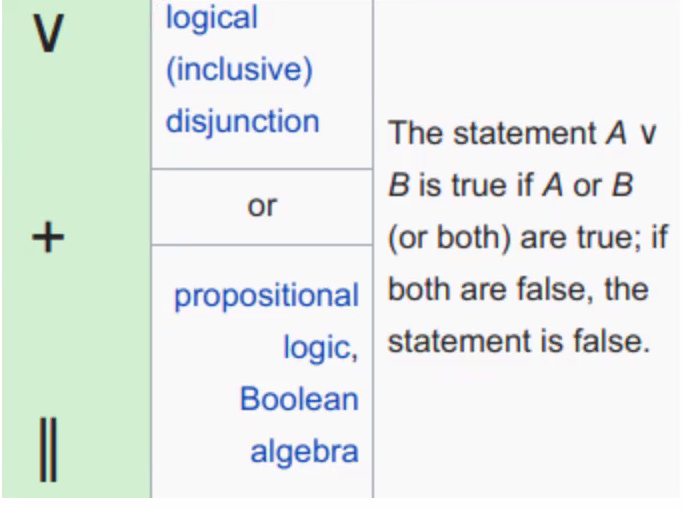 ∨
+
‖
logical
(inclusive)
disjunction
or
propositional
logic,
Boolean
algebra
The statement A ∨
B is true if A or B
(or both) are true; if
both are false, the
statement is false.